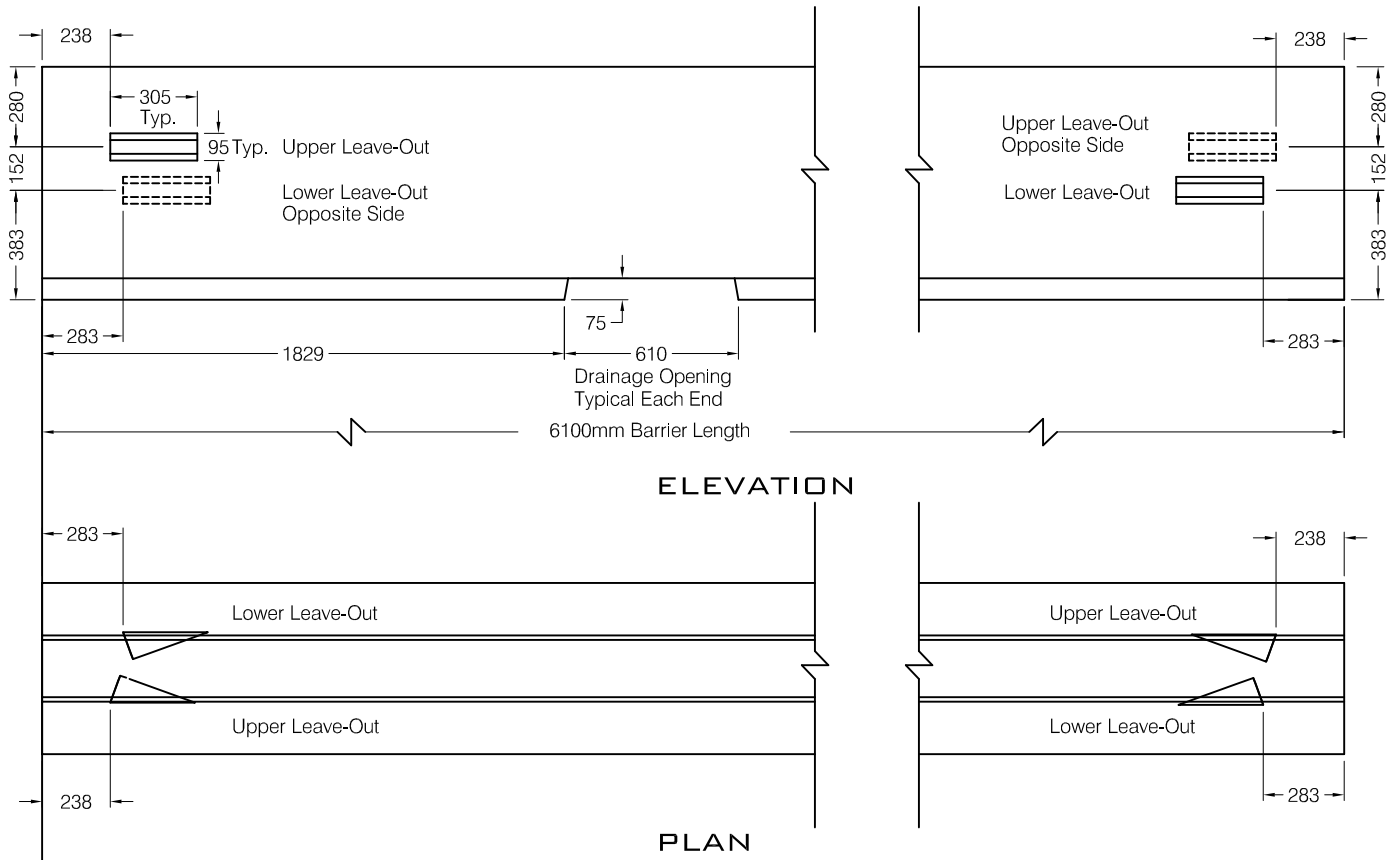 238
238
280
305
Typ.
280
95 Typ.
Upper Leave-Out
Upper Leave-Out
Opposite Side
152
152
Lower Leave-Out
Opposite Side
Lower Leave-Out
383
383
75
283
283
1829
610
Drainage Opening
Typical Each End
6100mm Barrier Length
ELEVATION
283
238
Lower Leave-Out
Upper Leave-Out
Upper Leave-Out
Lower Leave-Out
238
283
PLAN